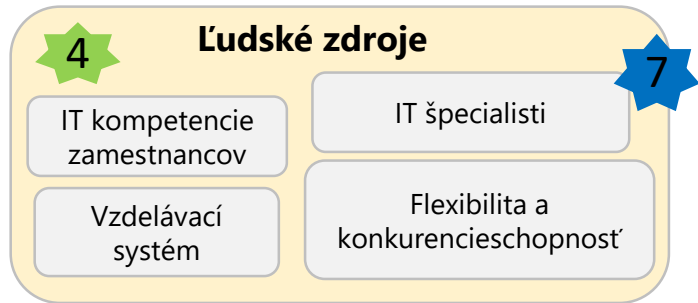 4
Ľudské zdroje
7
IT kompetencie
zamestnancov
IT špecialisti
Vzdelávací
systém
Flexibilita a
konkurencieschopnosť